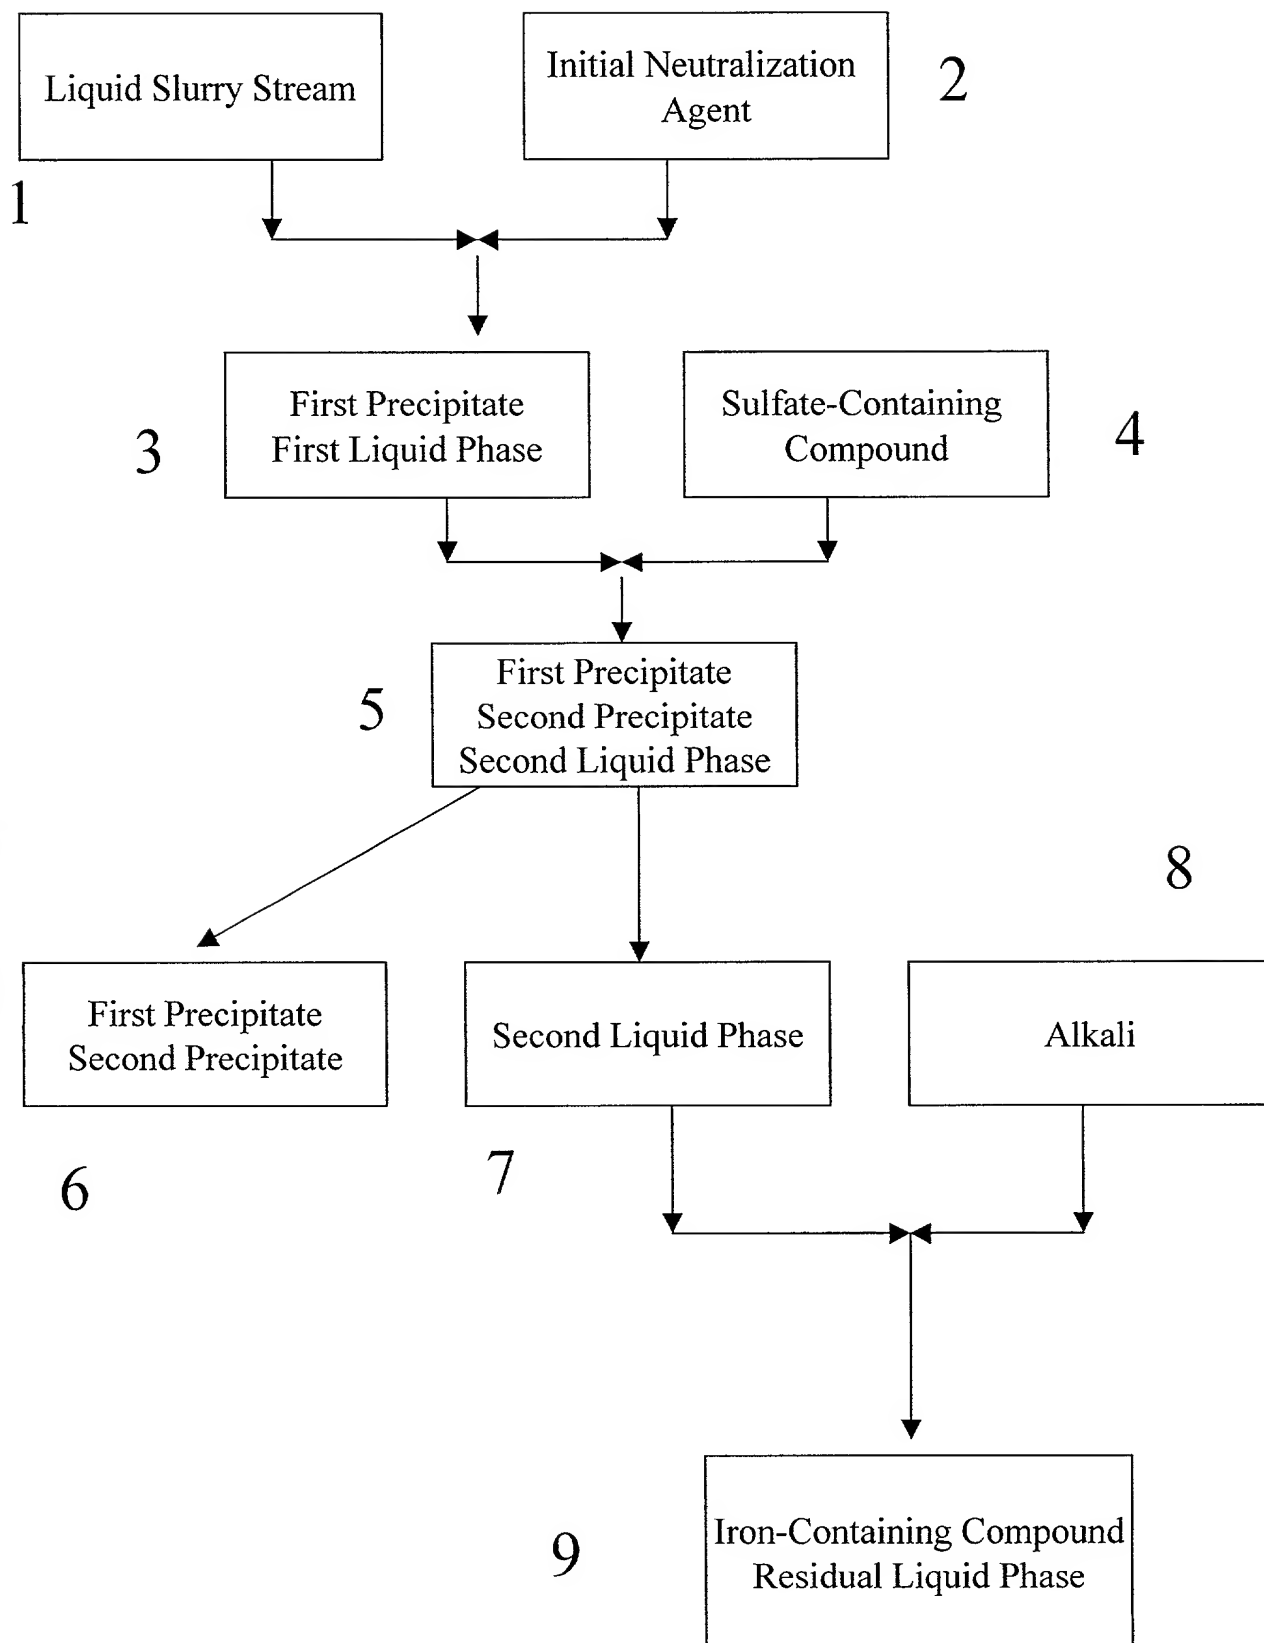 Liquid Slurry Stream
Initial Neutralization
Agent
2
1
First Precipitate
First Liquid Phase
3
Sulfate-Containing
Compound
4
First Precipitate
Second Precipitate
Second Liquid Phase
5
8
First Precipitate
Second Precipitate
Second Liquid Phase
Alkali
6
7
Iron-Containing Compound
Residual Liquid Phase
9